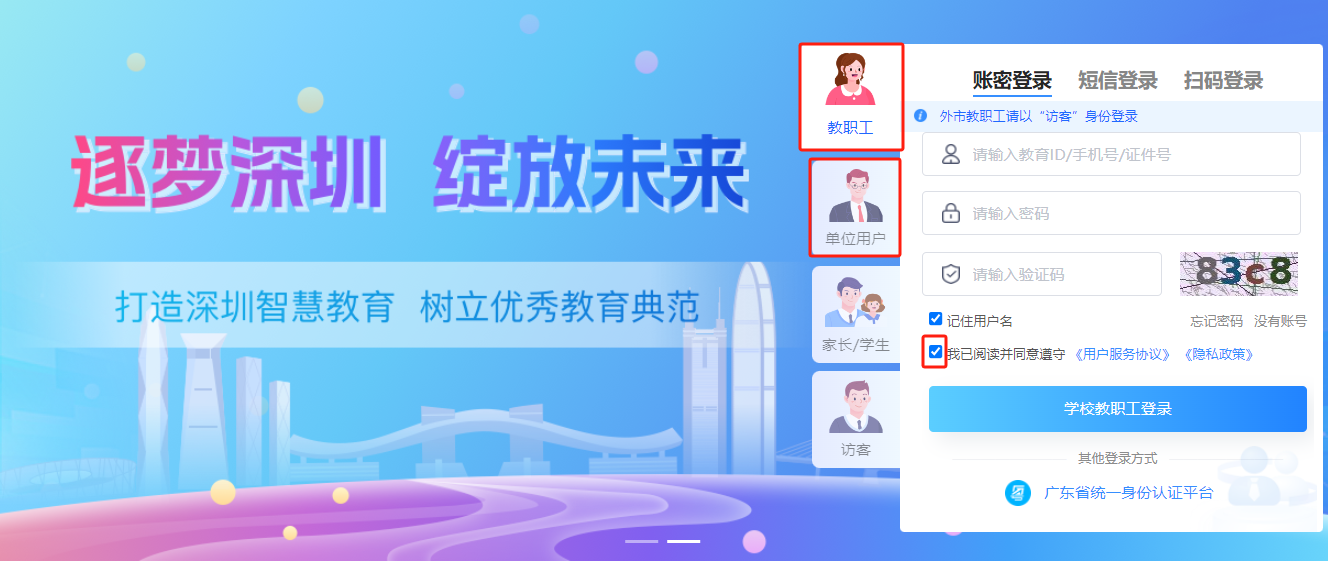 逐梦深圳 绽放未来
打造深圳智慧教育 树立优秀教育典范
教职工
单位用户
家长/学生
访客
账密登录 短信登录 扫码登录
外市教职工请以“访客”身份登录
请输入教育ID/手机号/证件号
请输入密码
请输入验证码
83c8
记住用户名
忘记密码 没有账号
我已阅读并同意遵守《用户服务协议》《隐私政策》
学校教职工登录
其他登录方式
广东省统一身份认证平台